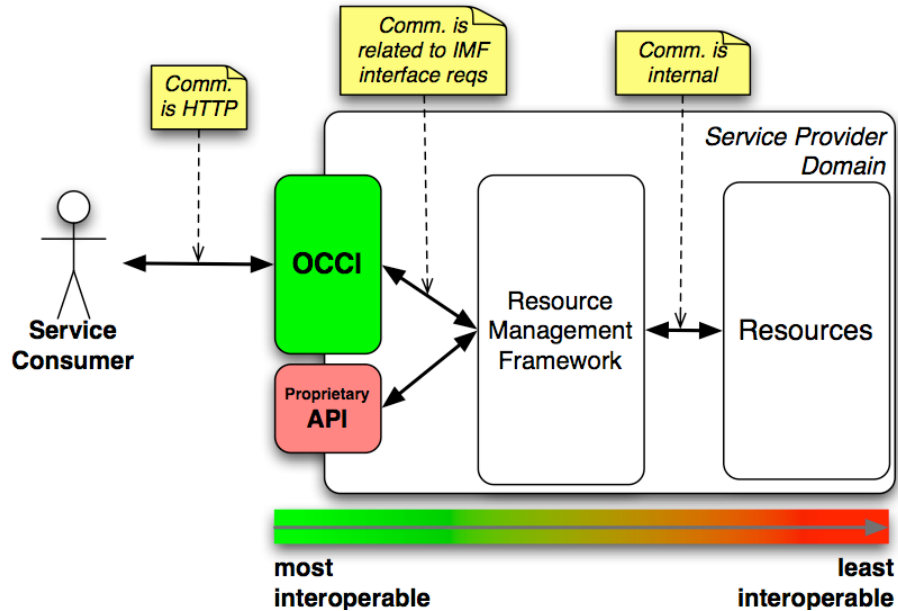 Comm. is
related to IMF
interface reqs
Comm. is
internal
Comm.
is HTTP
Service Provider
Domain
OCCI
Resource
Management
Framework
Resources
Service
Consumer
Proprietary
API
most
interoperable
least
interoperable